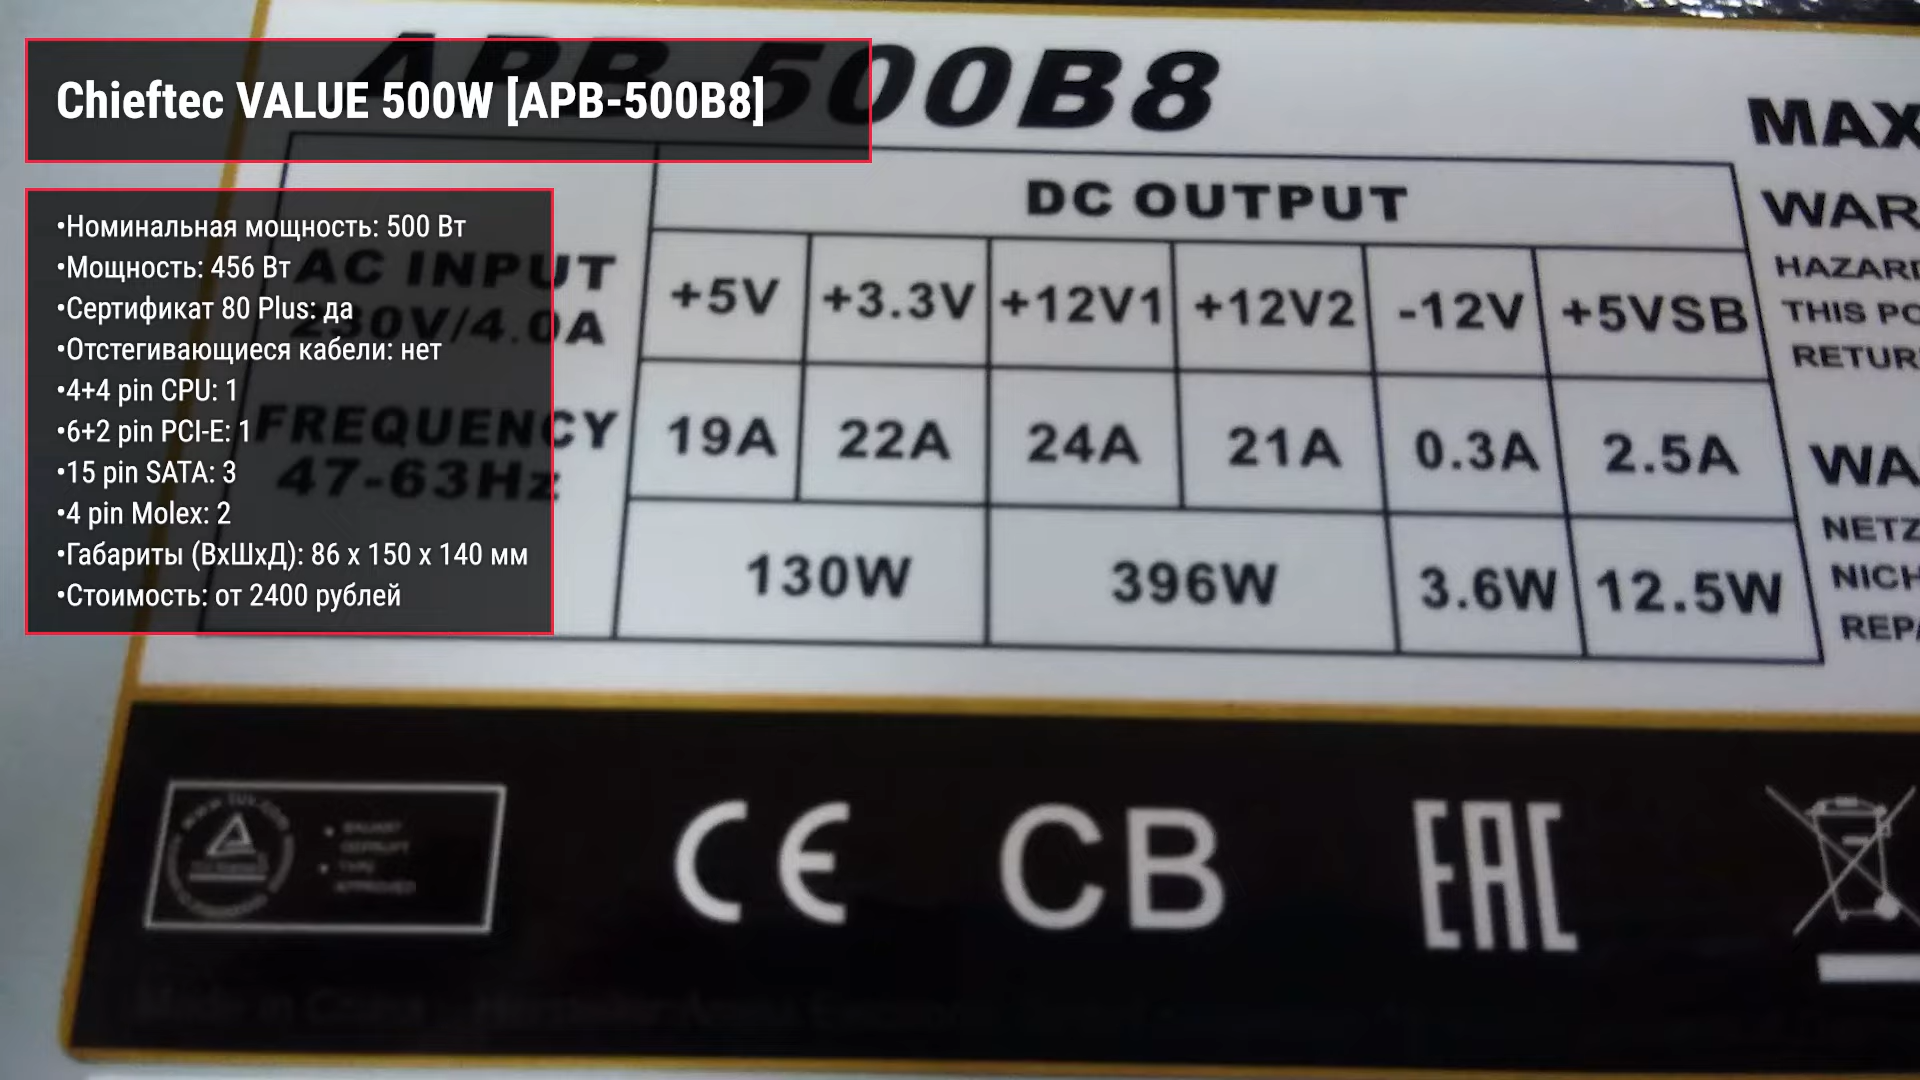 APB-500B8
Chieftec VALUE 500W [APB-500B8]
•Номинальная мощность: 500 Вт
•Мощность: 456 Вт
•Сертификат 80 Plus: да
•Отстегивающиеся кабели: нет
•4+4 pin CPU: 1
•6+2 pin PCI-E: 1
•15 pin SATA: 3
•4 pin Molex: 2
•Габариты (ВхШхД): 86 x 150 x 140 мм
•Стоимость: от 2400 рублей
AC INPUT
230V/4.0A
FREQUENCY
47-63Hz
DC OUTPUT
+5V +3.3V +12V1 +12V2 -12V +5VSB
19A 22A 24A 21A 0.3A 2.5A
130W 396W 3.6W 12.5W
MAX
WAR
HAZARD
THIS PO
RETUR
WA
NETZ
NICH
REPA
CE CB EAC
TYPE
APPROVED
Made in China